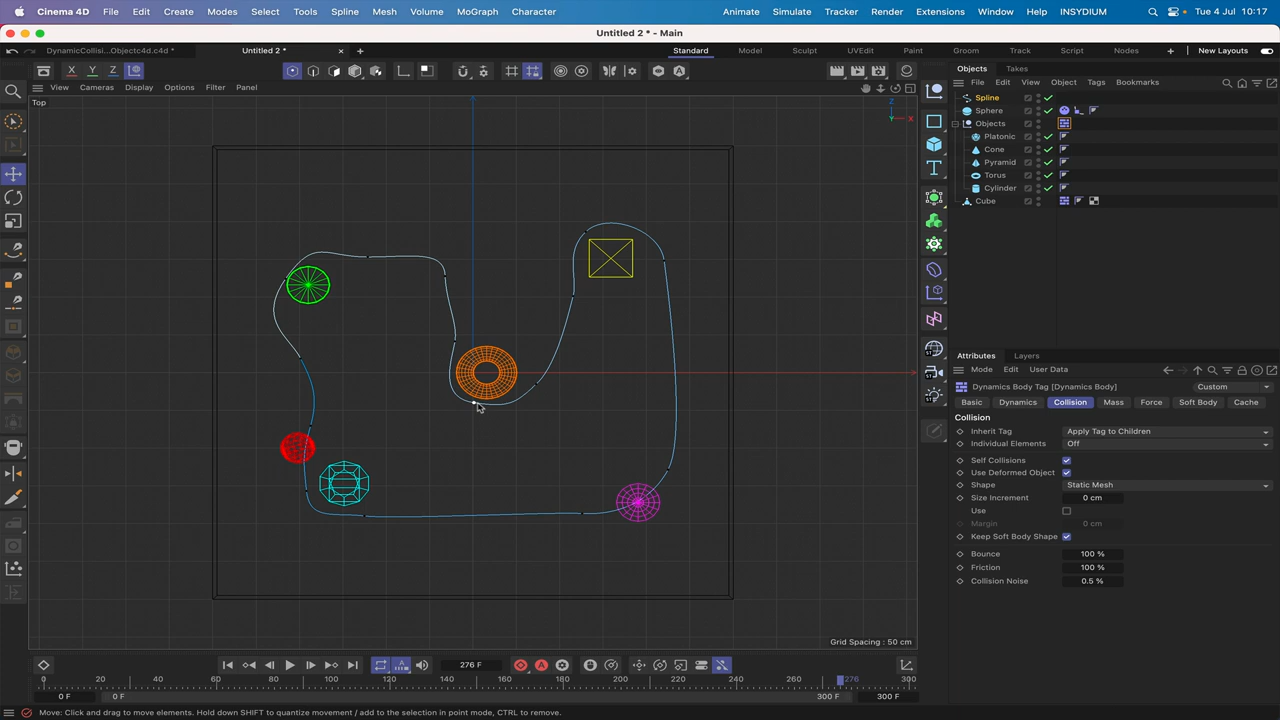 Cinema 4D File Edit Create Modes Select Tools Spline Mesh Volume MoGraph Character Animate Simulate Tracker Render Extensions Window Help INSYDIUM Tue 4 Jul 10:17
Untitled 2 * - Main
DynamicCollisi...Objectc4d.c4d * Untitled 2 * Standard Model Sculpt UVEdit Paint Groom Track Script Nodes New Layouts
X Y Z
Objects Takes
View Cameras Display Options Filter Panel
File Edit View Object Tags Bookmarks
Top
Z
Y X
Spline
Sphere
Objects
Platonic
Cone
Pyramid
Torus
Cylinder
Cube
Attributes Layers
Mode Edit User Data
Dynamics Body Tag [Dynamics Body] Custom
Basic Dynamics Collision Mass Force Soft Body Cache
Collision
Inherit Tag Apply Tag to Children
Individual Elements Off
Self Collisions
Use Deformed Object
Shape Static Mesh
Size Increment 0 cm
Use
Margin 0 cm
Keep Soft Body Shape
Bounce 100 %
Friction 100 %
Collision Noise 0.5 %
Grid Spacing : 50 cm
276 F
0 20 40 60 80 100 120 140 160 180 200 220 240 260 276 300
0 F 0 F 300 F 300 F
Move: Click and drag to move elements. Hold down SHIFT to quantize movement / add to the selection in point mode, CTRL to remove.